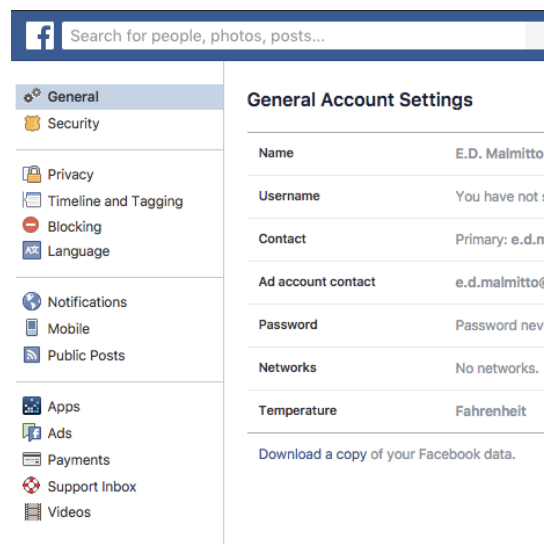 Search for people, photos, posts...
General
Security
Privacy
Timeline and Tagging
Blocking
Language
Notifications
Mobile
Public Posts
Apps
Ads
Payments
Support Inbox
Videos
General Account Settings
Name E.D. Malmitto
Username You have not
Contact Primary: e.d.m
Ad account contact e.d.malmitto@
Password Password nev
Networks No networks.
Temperature Fahrenheit
Download a copy of your Facebook data.